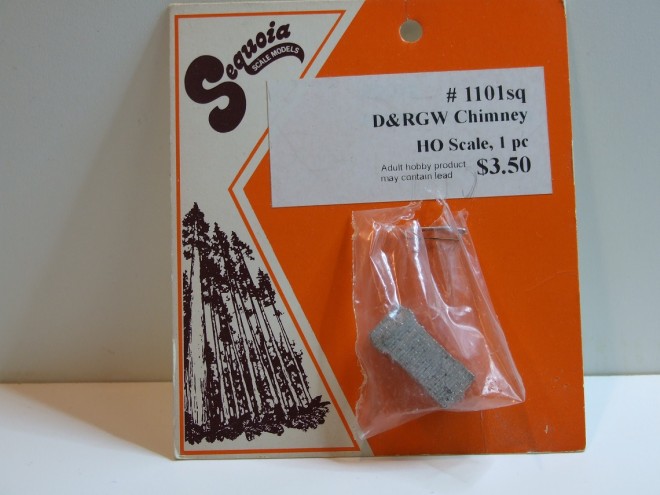 Sequoia
SCALE MODELS
# 1101sq
D&RGW Chimney
HO Scale, 1 pc
Adult hobby product
may contain lead
$3.50